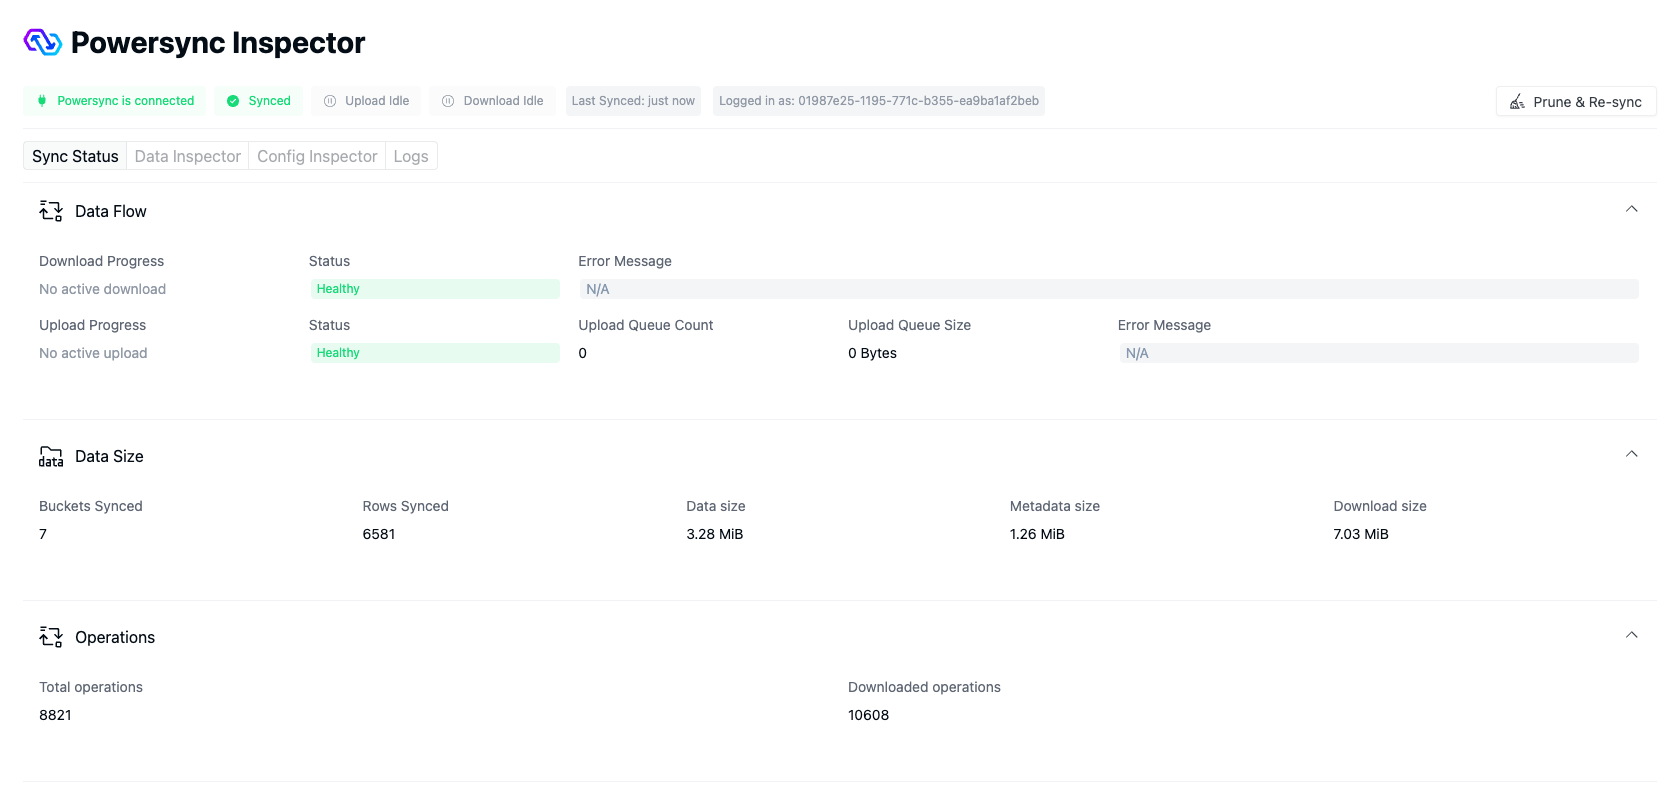 Powersync Inspector
Powersync is connected Synced Upload Idle Download Idle Last Synced: just now Logged in as: 01987e25-1195-771c-b355-ea9ba1af2beb Prune & Re-sync
Sync Status Data Inspector Config Inspector Logs
Data Flow
Download Progress Status Error Message
No active download Healthy N/A
Upload Progress Status Upload Queue Count Upload Queue Size Error Message
No active upload Healthy 0 0 Bytes N/A
data Data Size
Buckets Synced Rows Synced Data size Metadata size Download size
7 6581 3.28 MiB 1.26 MiB 7.03 MiB
Operations
Total operations Downloaded operations
8821 10608